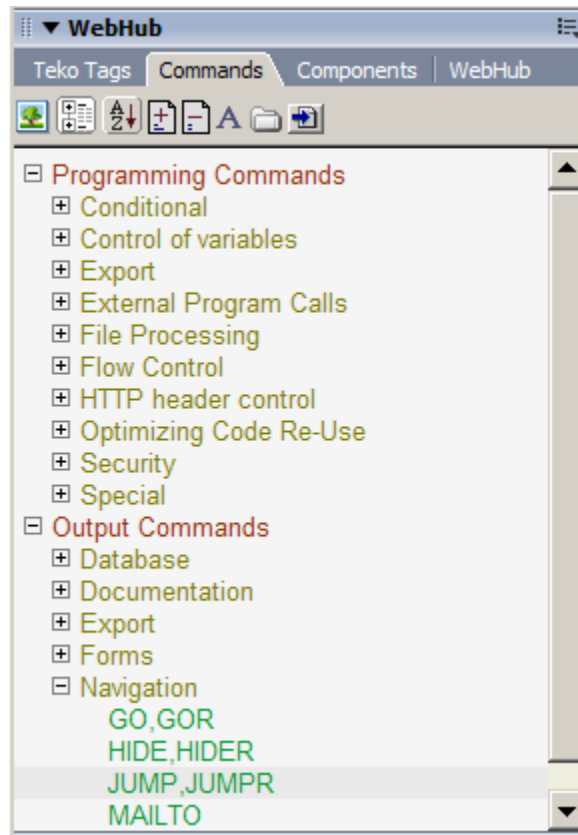 WebHub
Teko Tags Commands Components WebHub
Programming Commands
Conditional
Control of variables
Export
External Program Calls
File Processing
Flow Control
HTTP header control
Optimizing Code Re-Use
Security
Special
Output Commands
Database
Documentation
Export
Forms
Navigation
GO,GOR
HIDE,HIDER
JUMP,JUMPR
MAILTO